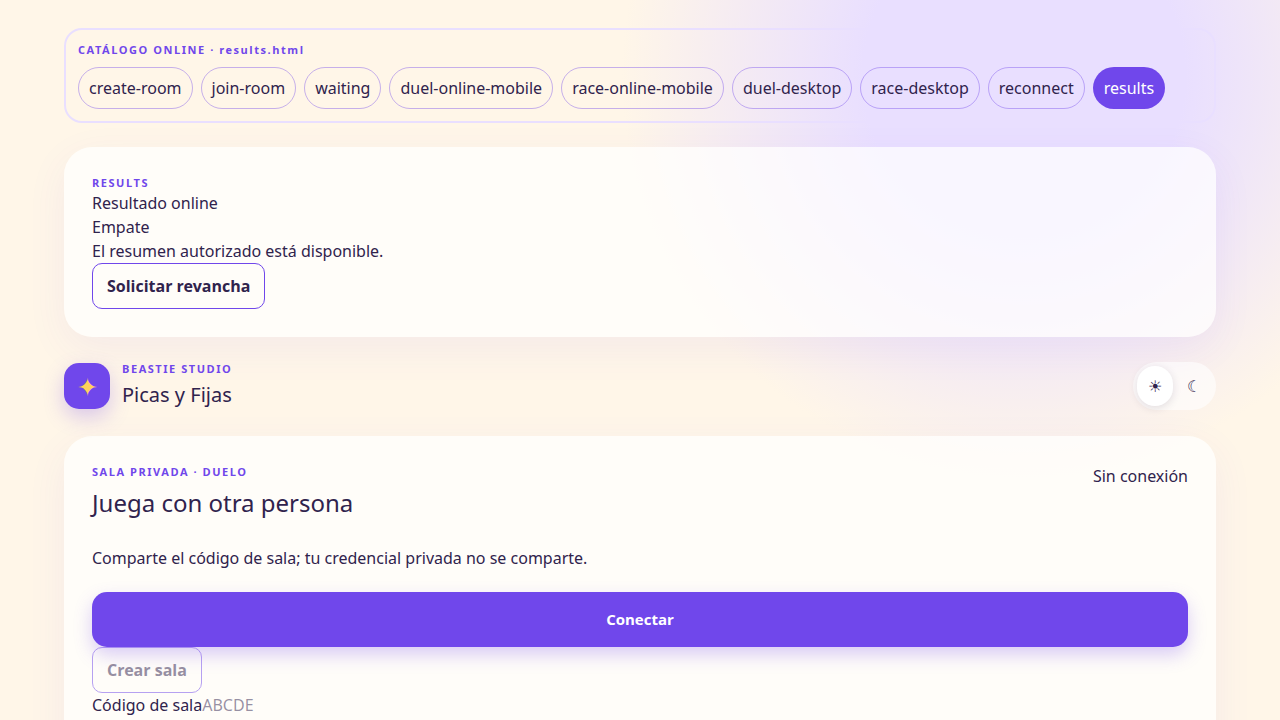 CATÁLOGO ONLINE · results.html
create-room join-room waiting duel-online-mobile race-online-mobile duel-desktop race-desktop reconnect results
RESULTS
Resultado online
Empate
El resumen autorizado está disponible.
Solicitar revancha
BEASTIE STUDIO
Picas y Fijas
SALA PRIVADA · DUELO
Sin conexión
Juega con otra persona
Comparte el código de sala; tu credencial privada no se comparte.
Conectar
Crear sala
Código de sala ABCDE